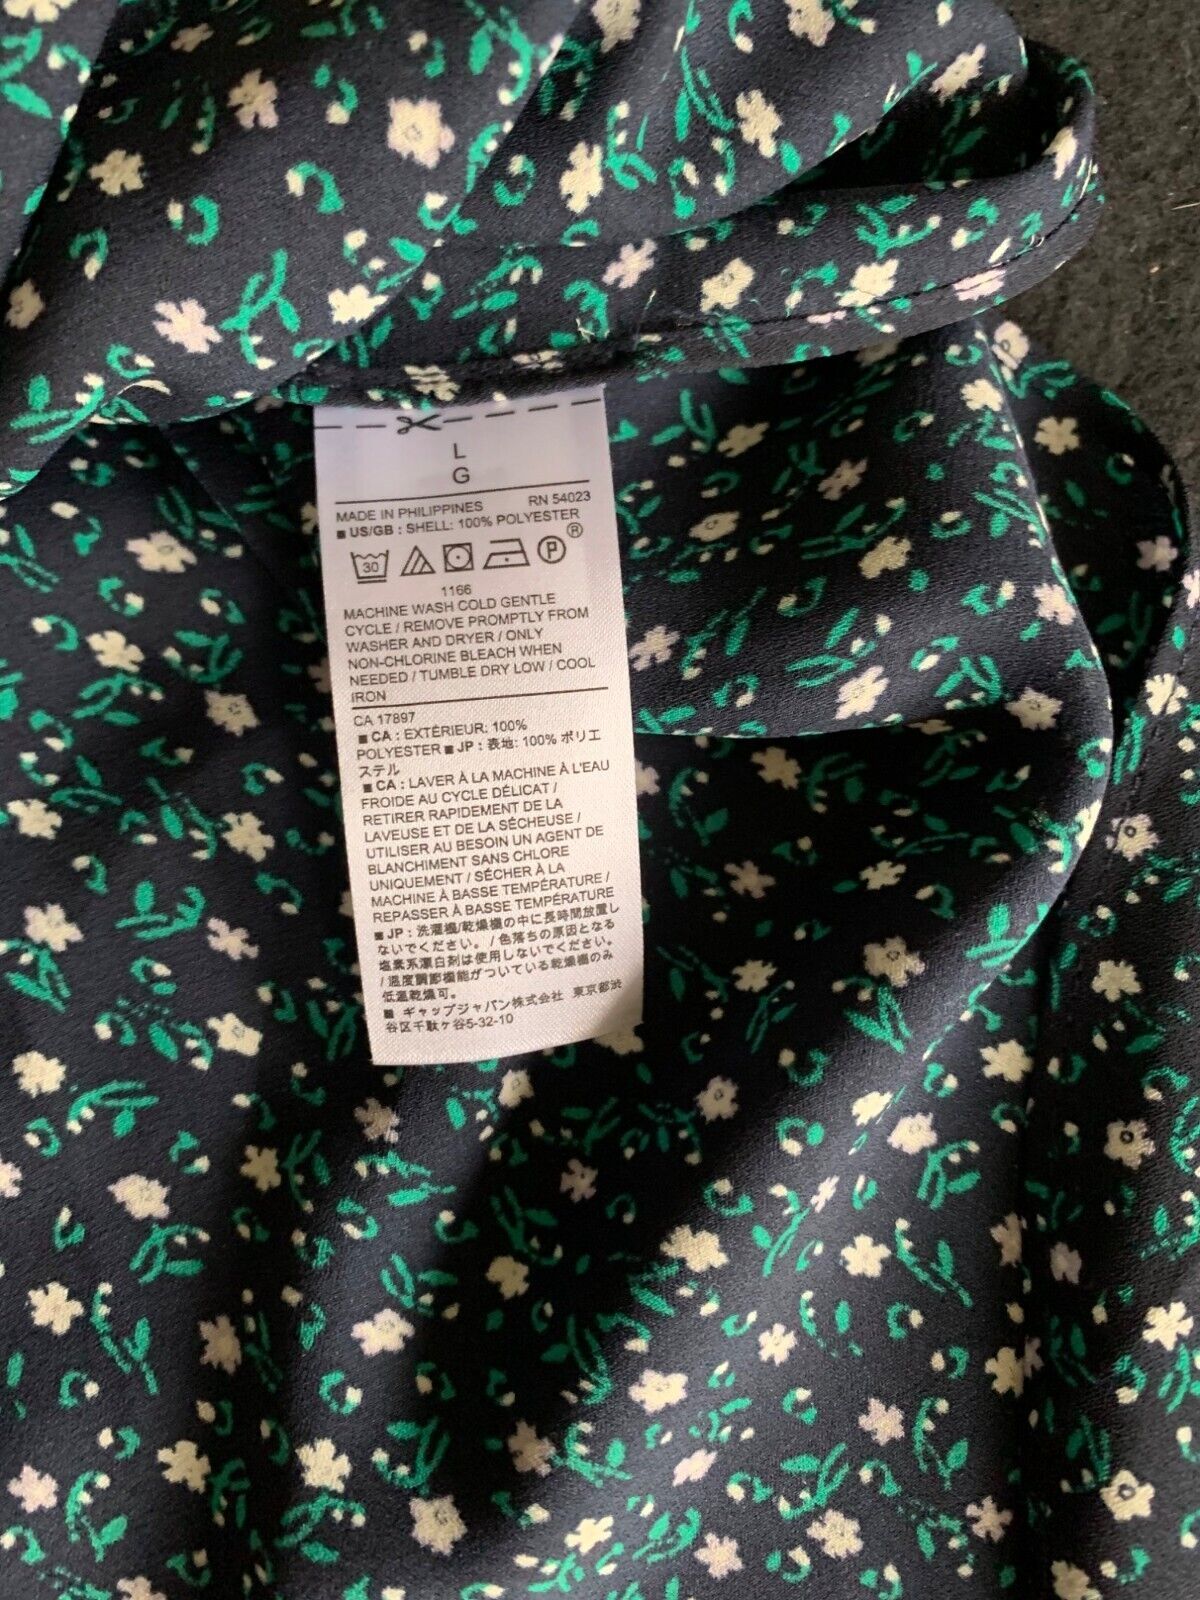 L
G
MADE IN PHILIPPINES RN 54023
■ US/GB : SHELL: 100% POLYESTER
30 P ®
1166
MACHINE WASH COLD GENTLE
CYCLE / REMOVE PROMPTLY FROM
WASHER AND DRYER / ONLY
NON-CHLORINE BLEACH WHEN
NEEDED / TUMBLE DRY LOW / COOL
IRON
CA 17897
■ CA : EXTÉRIEUR: 100%
POLYESTER ■ JP : 表地: 100% ポリエ
ステル
■ CA : LAVER À LA MACHINE À L'EAU
FROIDE AU CYCLE DÉLICAT /
RETIRER RAPIDEMENT DE LA
LAVEUSE ET DE LA SÉCHEUSE /
UTILISER AU BESOIN UN AGENT DE
BLANCHIMENT SANS CHLORE
UNIQUEMENT / SÉCHER À LA
MACHINE À BASSE TEMPÉRATURE /
REPASSER À BASSE TEMPÉRATURE
■ JP : 洗濯機/乾燥機の中に長時間放置し
ないでください。 / 色落ちの原因となる
塩素系漂白剤は使用しないでください。
/ 温度調節機能がついている乾燥機のみ
低温乾燥可。
■ ギャップジャパン株式会社 東京都渋
谷区千駄ヶ谷5-32-10